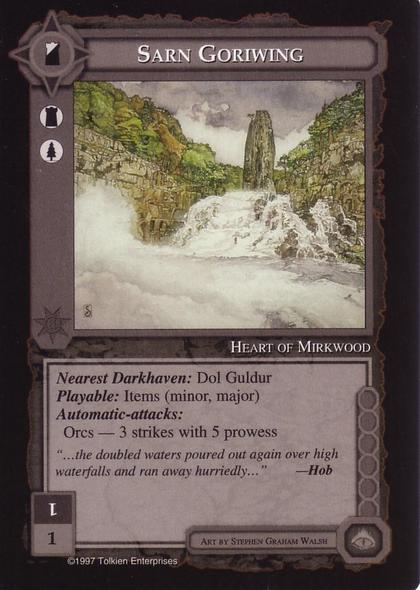 SARN GORIWING
HEART OF MIRKWOOD
Nearest Darkhaven: Dol Guldur
Playable: Items (minor, major)
Automatic-attacks:
Orcs — 3 strikes with 5 prowess
“...the doubled waters poured out again over high
waterfalls and ran away hurriedly...” —Hob
1
1
ART BY STEPHEN GRAHAM WALSH
©1997 Tolkien Enterprises